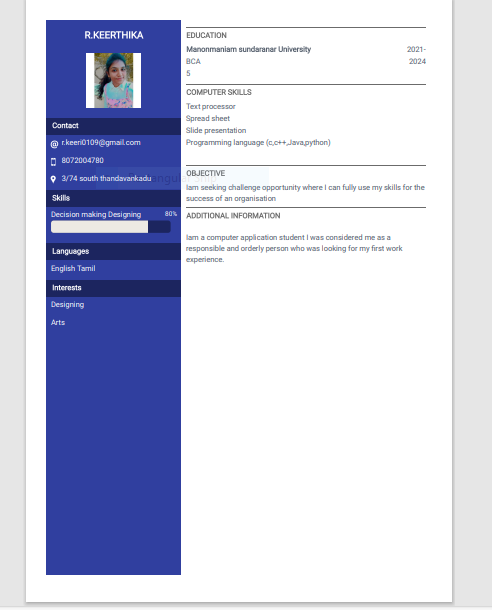 R.KEERTHIKA
Contact
r.keeri0109@gmail.com
8072004780
3/74 south thandavankadu
Skills
Decision making Designing 80%
Languages
English Tamil
Interests
Designing
Arts
EDUCATION
Manonmaniam sundaranar University 2021-
BCA 2024
5
COMPUTER SKILLS
Text processor
Spread sheet
Slide presentation
Programming language (c,c++,Java,python)
OBJECTIVE
Iam seeking challenge opportunity where I can fully use my skills for the
success of an organisation
ADDITIONAL INFORMATION
Iam a computer application student I was considered me as a
responsible and orderly person who was looking for my first work
experience.